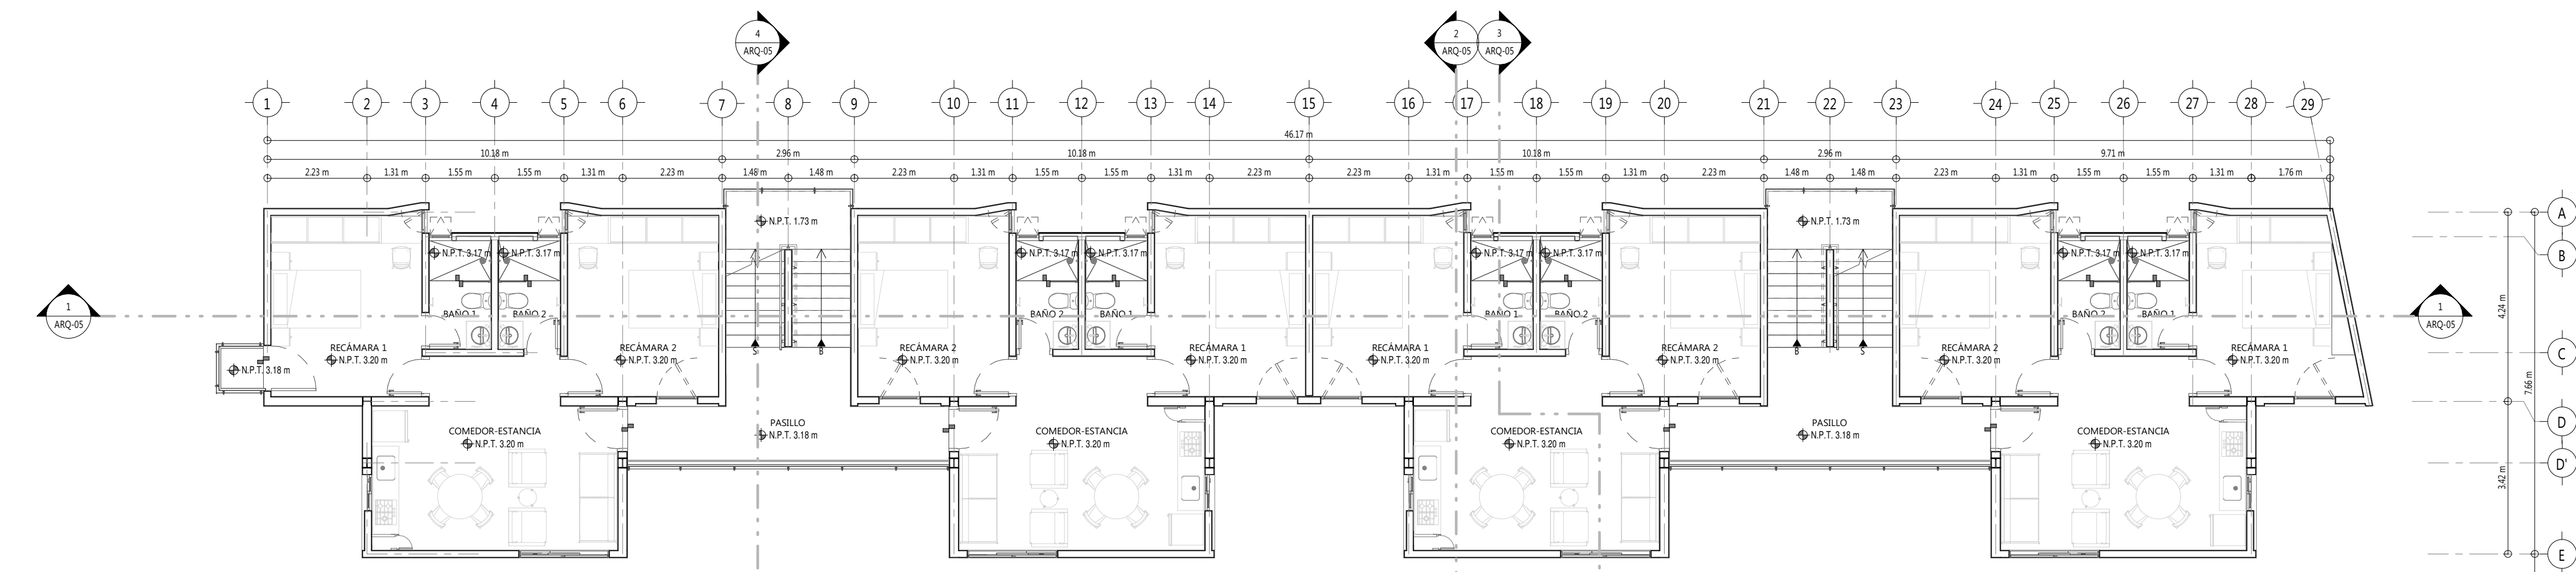 4
ARQ-05
2
ARQ-05
3
ARQ-05
1 2 3 4 5 6 7 8 9 10 11 12 13 14 15 16 17 18 19 20 21 22 23 24 25 26 27 28 29
46.17 m
10.18 m 2.96 m 10.18 m 10.18 m 2.96 m 9.71 m
2.23 m 1.31 m 1.55 m 1.55 m 1.31 m 2.23 m 1.48 m 1.48 m 2.23 m 1.31 m 1.55 m 1.55 m 1.31 m 2.23 m 2.23 m 1.31 m 1.55 m 1.55 m 1.31 m 2.23 m 1.48 m 1.48 m 2.23 m 1.31 m 1.55 m 1.55 m 1.31 m 1.76 m
A
N.P.T. 1.73 m N.P.T. 1.73 m
B
N.P.T. 3.17 m N.P.T. 3.17 m N.P.T. 3.17 m N.P.T. 3.17 m N.P.T. 3.17 m N.P.T. 3.17 m N.P.T. 3.17 m N.P.T. 3.17 m
4.24 m
1
ARQ-05
BAÑO 1 BAÑO 2 BAÑO 2 BAÑO 1 BAÑO 1 BAÑO 2 BAÑO 2 BAÑO 1
1
ARQ-05
RECÁMARA 1 RECÁMARA 2 S B RECÁMARA 2 RECÁMARA 1 RECÁMARA 1 RECÁMARA 2 B S RECÁMARA 2 RECÁMARA 1
C
N.P.T. 3.20 m N.P.T. 3.20 m N.P.T. 3.20 m N.P.T. 3.20 m N.P.T. 3.20 m N.P.T. 3.20 m N.P.T. 3.20 m N.P.T. 3.20 m
N.P.T. 3.18 m
7.66 m
PASILLO PASILLO
D
COMEDOR-ESTANCIA N.P.T. 3.18 m COMEDOR-ESTANCIA COMEDOR-ESTANCIA N.P.T. 3.18 m COMEDOR-ESTANCIA
N.P.T. 3.20 m N.P.T. 3.20 m N.P.T. 3.20 m N.P.T. 3.20 m
D'
3.42 m
E